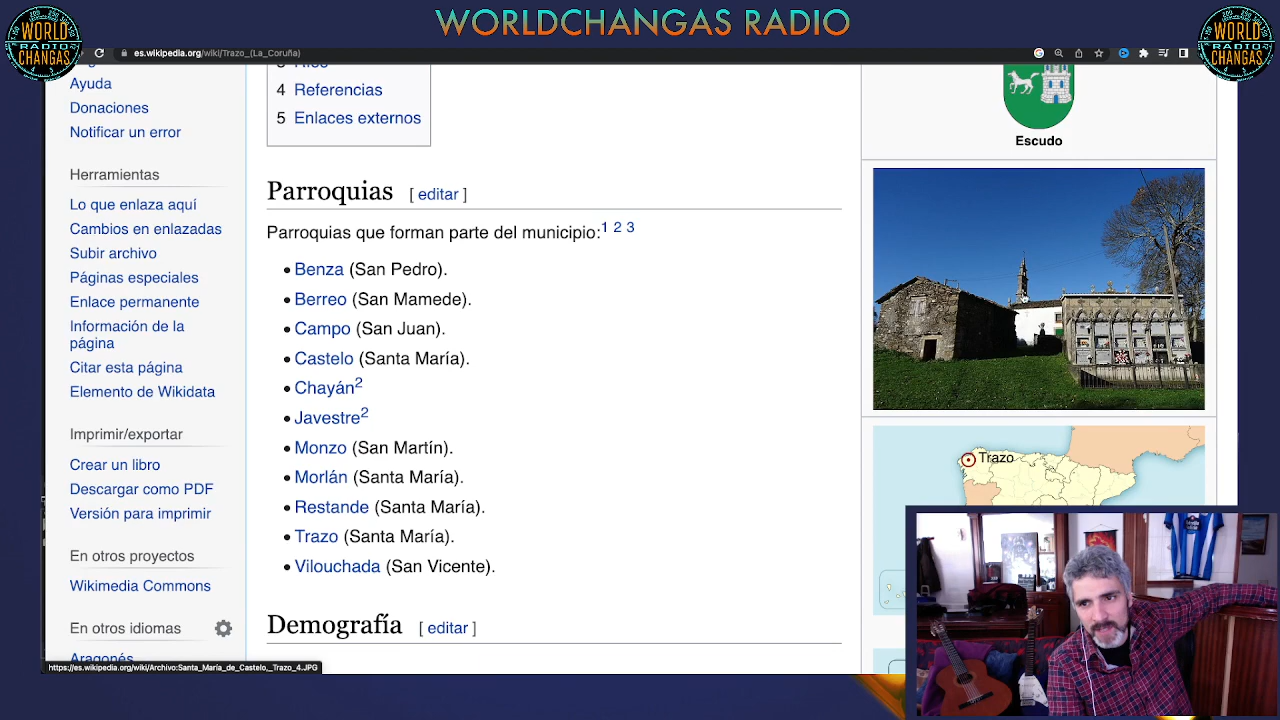 WORLDCHANGAS RADIO
WORLD
RADIO
CHANGAS
WORLD
RADIO
CHANGAS
es.wikipedia.org/wiki/Trazo_(La_Coruña)
Ayuda
Donaciones
Notificar un error
Herramientas
Lo que enlaza aquí
Cambios en enlazadas
Subir archivo
Páginas especiales
Enlace permanente
Información de la
página
Citar esta página
Elemento de Wikidata
Imprimir/exportar
Crear un libro
Descargar como PDF
Versión para imprimir
En otros proyectos
Wikimedia Commons
En otros idiomas
Aragonés
https://es.wikipedia.org/wiki/Archivo:Santa_María_de_Castelo,_Trazo_4.JPG
3 Ríos
4 Referencias
5 Enlaces externos
Parroquias [ editar ]
Parroquias que forman parte del municipio:1 2 3
• Benza (San Pedro).
• Berreo (San Mamede).
• Campo (San Juan).
• Castelo (Santa María).
• Chayán2
• Javestre2
• Monzo (San Martín).
• Morlán (Santa María).
• Restande (Santa María).
• Trazo (Santa María).
• Vilouchada (San Vicente).
Demografía [ editar ]
Escudo
Trazo